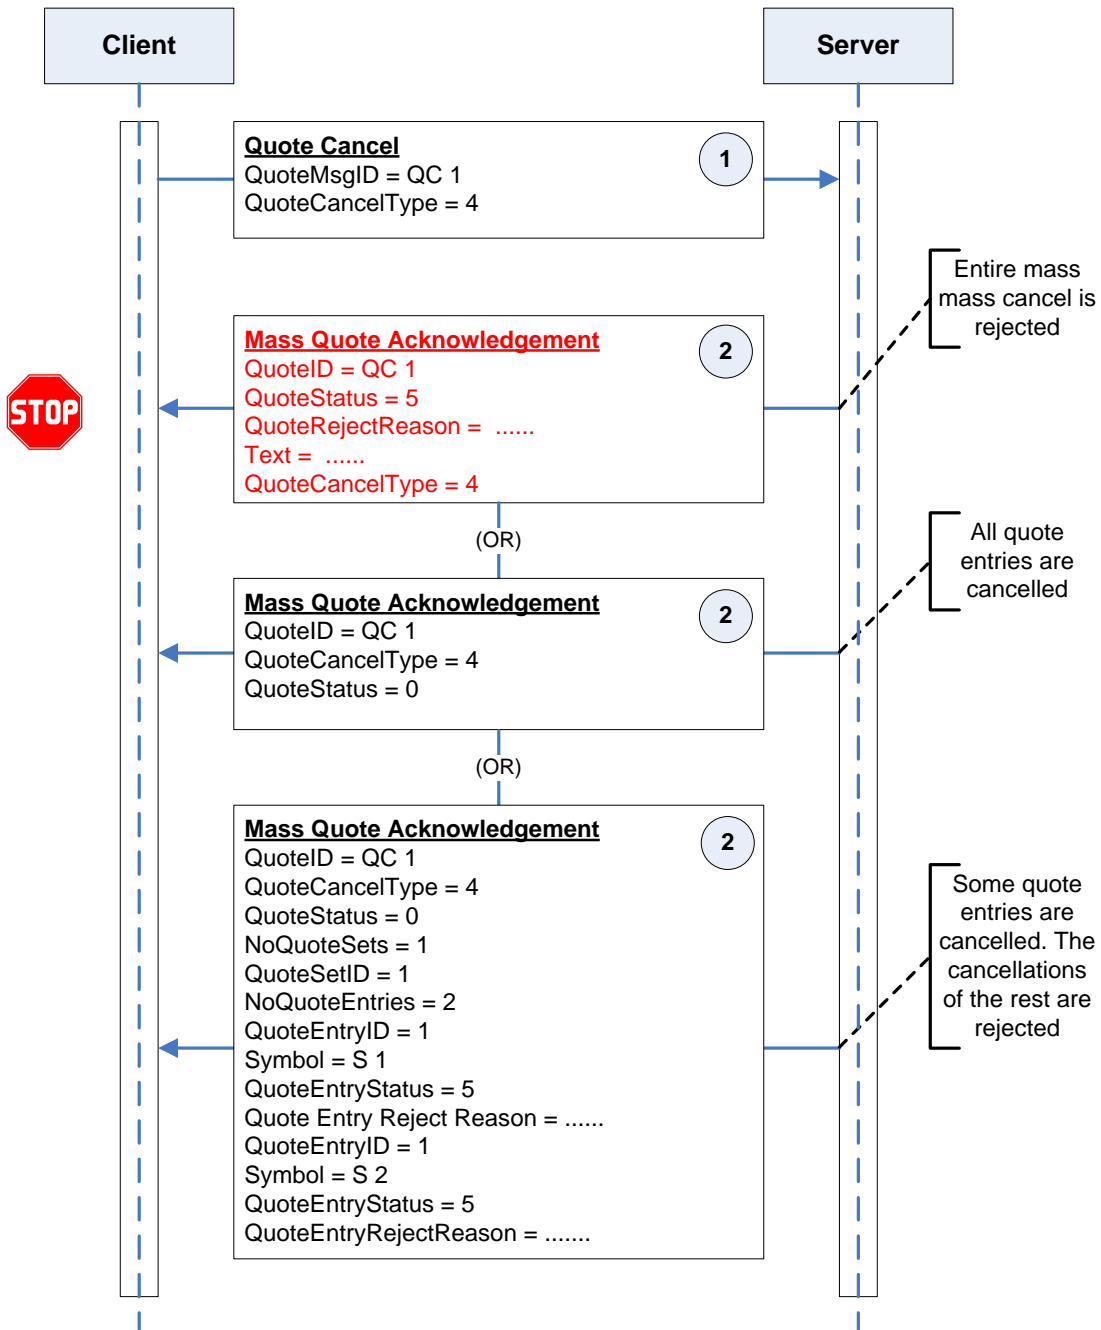 Client
Server
Quote Cancel
1
QuoteMsgID = QC 1
QuoteCancelType = 4
Entire mass
mass cancel is
rejected
Mass Quote Acknowledgement
2
QuoteID = QC 1
QuoteStatus = 5
QuoteRejectReason =  ......
Text =  ......
QuoteCancelType = 4
STOP
(OR)
All quote
entries are
cancelled
Mass Quote Acknowledgement
2
QuoteID = QC 1
QuoteCancelType = 4
QuoteStatus = 0
(OR)
Mass Quote Acknowledgement
2
QuoteID = QC 1
QuoteCancelType = 4
QuoteStatus = 0
NoQuoteSets = 1
QuoteSetID = 1
NoQuoteEntries = 2
QuoteEntryID = 1
Symbol = S 1
QuoteEntryStatus = 5
Quote Entry Reject Reason = ......
QuoteEntryID = 1
Symbol = S 2
QuoteEntryStatus = 5
QuoteEntryRejectReason = .......
Some quote
entries are
cancelled. The
cancellations
of the rest are
rejected